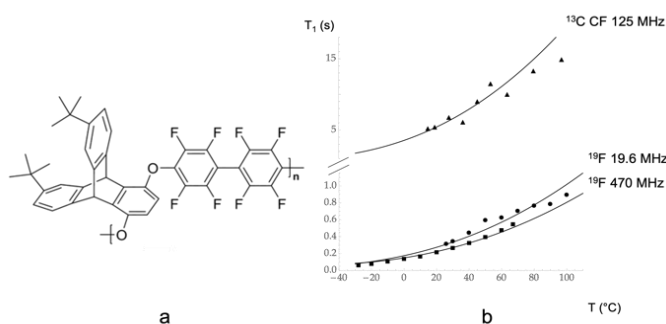 T₁ (s)
¹³C CF 125 MHz
15
5
¹⁹F 19.6 MHz
¹⁹F 470 MHz
1.0
0.8
0.6
0.4
0.2
0.0
-40 -20 0 20 40 60 80 100
T (°C)
F F F F
O
n
F F F F
O
a
b